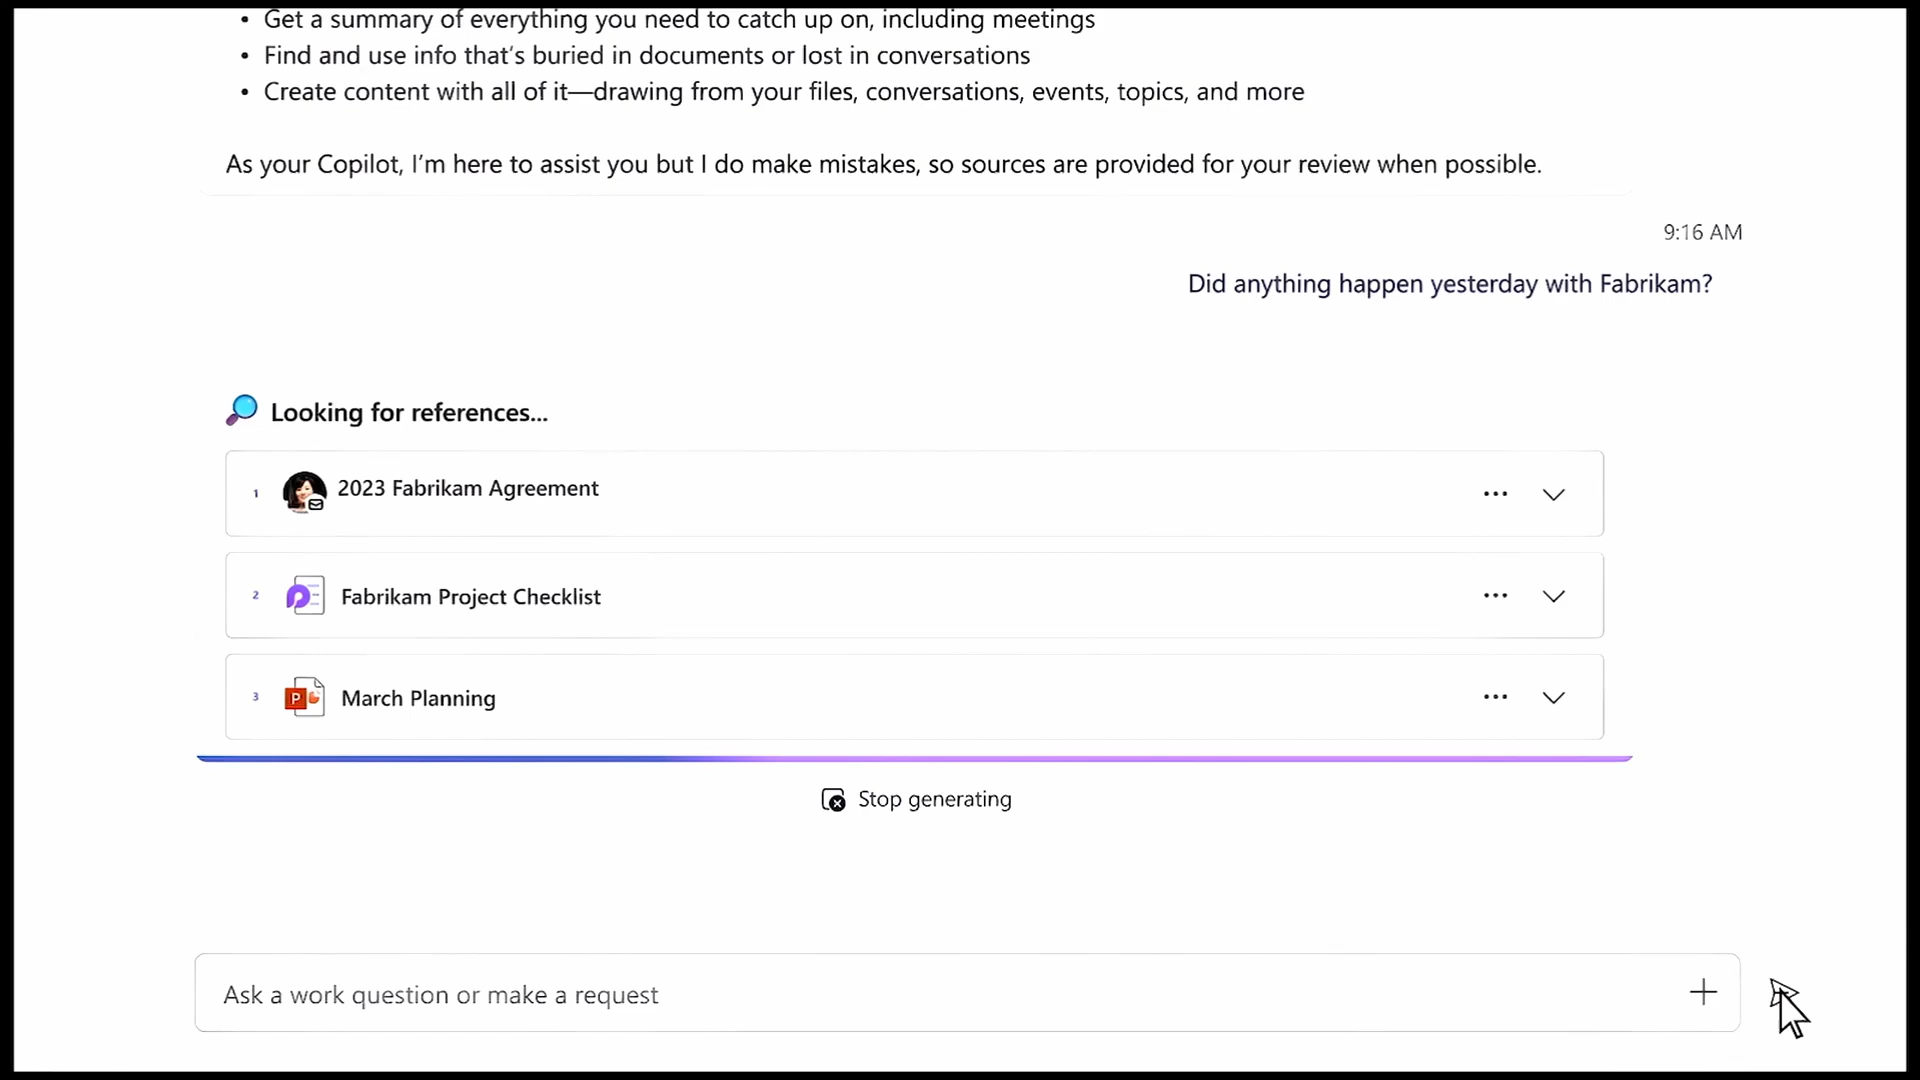 • Get a summary of everything you need to catch up on, including meetings
• Find and use info that‘s buried in documents or lost in conversations
• Create content with all of it—drawing from your files, conversations, events, topics, and more
As your Copilot, I’m here to assist you but I do make mistakes, so sources are provided for your review when possible.
9:16 AM
Did anything happen yesterday with Fabrikam?
Looking for references...
1 2023 Fabrikam Agreement
2 Fabrikam Project Checklist
3 P March Planning
Stop generating
Ask a work question or make a request